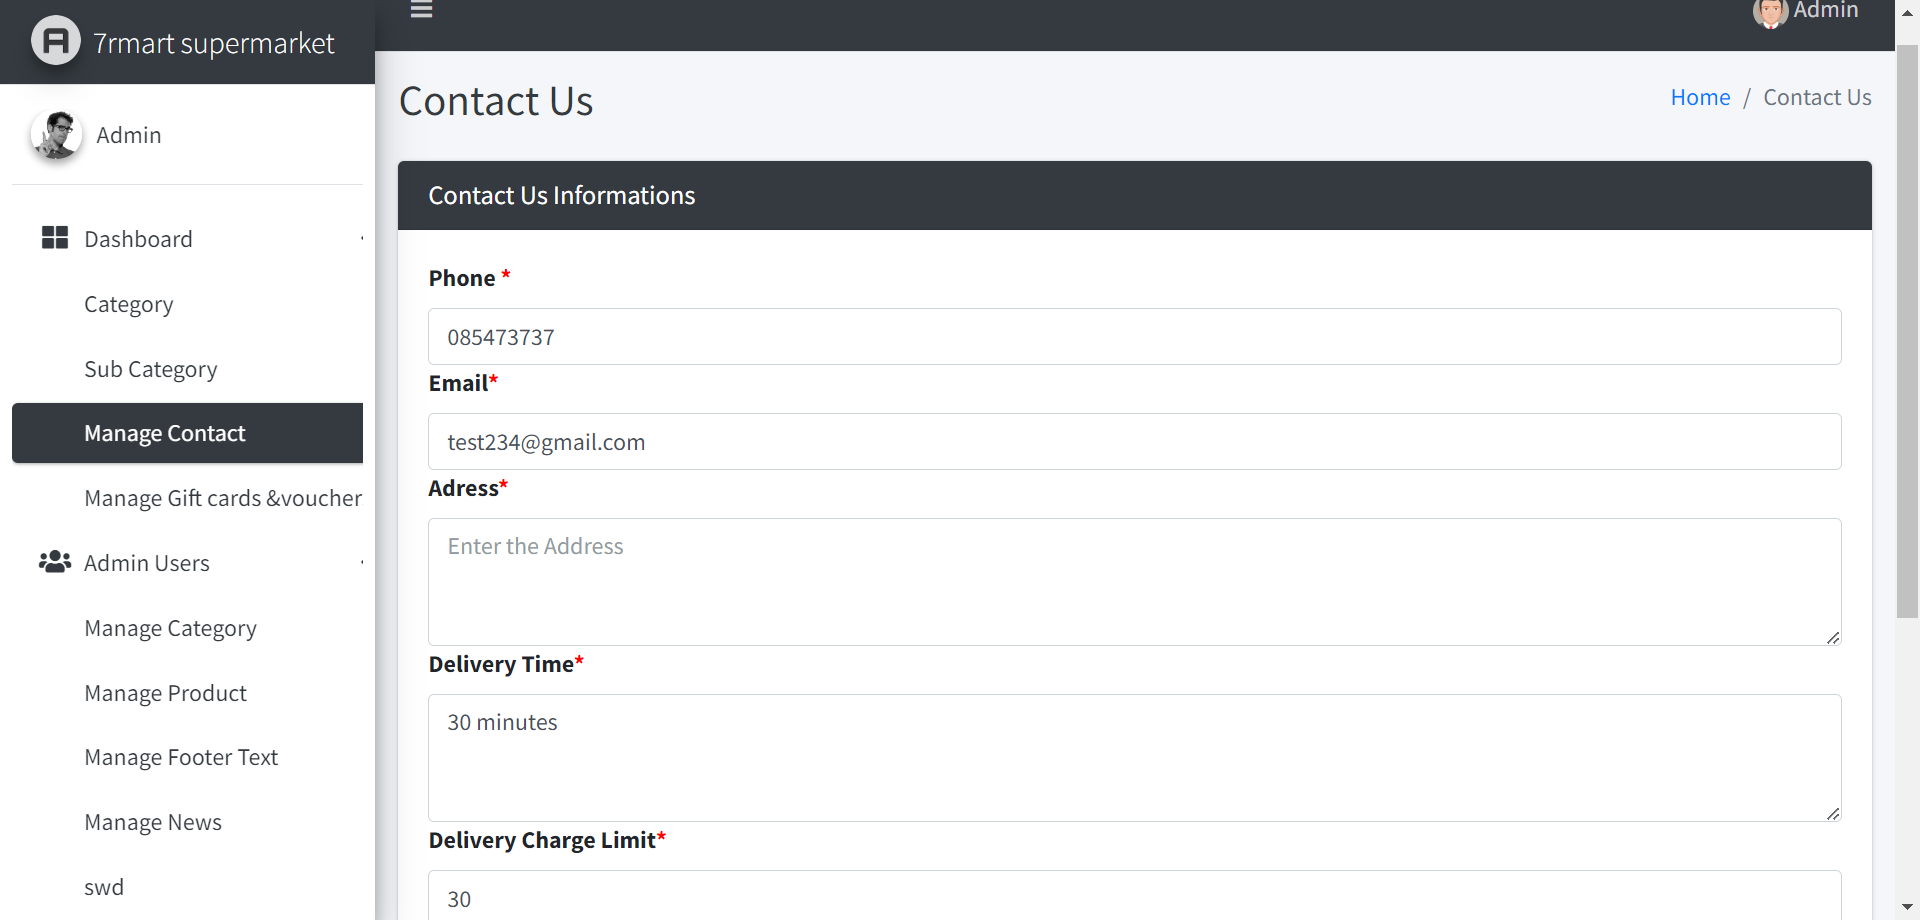 7rmart supermarket
Admin
Dashboard
Category
Sub Category
Manage Contact
Manage Gift cards &voucher
Admin Users
Manage Category
Manage Product
Manage Footer Text
Manage News
swd
Admin
Contact Us
Home / Contact Us
Contact Us Informations
Phone *
085473737
Email*
test234@gmail.com
Adress*
Enter the Address
Delivery Time*
30 minutes
Delivery Charge Limit*
30